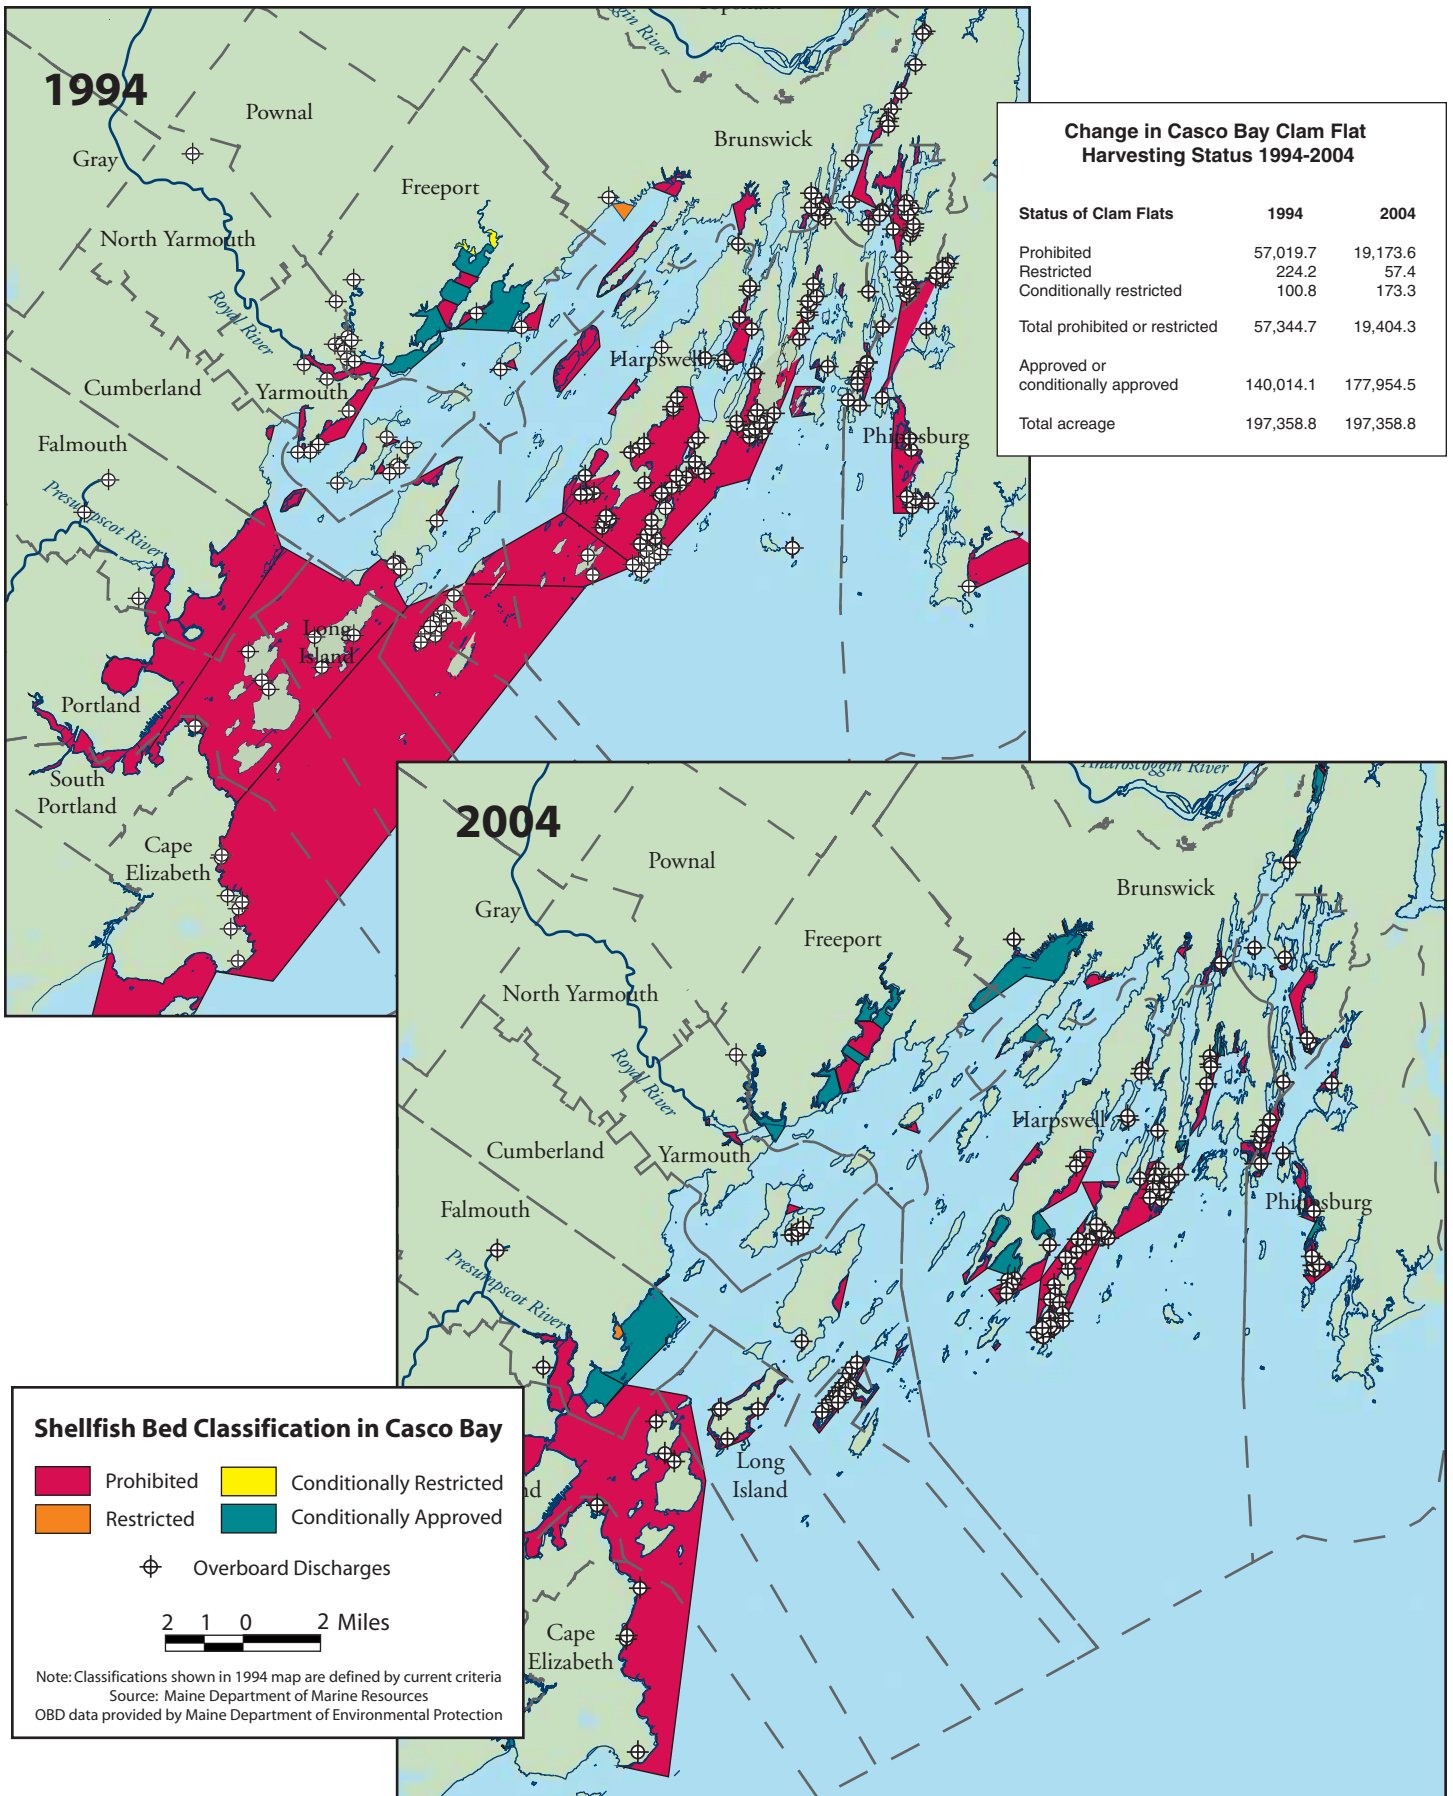 1994
Pownal
Gray
Brunswick
Freeport
North Yarmouth
Royal River
Harpswell
Cumberland
Yarmouth
Falmouth
Phippsburg
Presumpscot River
Long
Island
Portland
South
Portland
Cape
Elizabeth
Change in Casco Bay Clam Flat
Harvesting Status 1994-2004
Status of Clam Flats 1994 2004
Prohibited 57,019.7 19,173.6
Restricted 224.2 57.4
Conditionally restricted 100.8 173.3
Total prohibited or restricted 57,344.7 19,404.3
Approved or
conditionally approved 140,014.1 177,954.5
Total acreage 197,358.8 197,358.8
2004
Androscoggin River
Pownal
Brunswick
Gray
Freeport
North Yarmouth
Royal River
Harpswell
Cumberland
Yarmouth
Falmouth
Phippsburg
Presumpscot River
Long
Island
nd
Cape
Elizabeth
Shellfish Bed Classification in Casco Bay
Prohibited
Conditionally Restricted
Restricted
Conditionally Approved
Overboard Discharges
2 1 0 2 Miles
Note: Classifications shown in 1994 map are defined by current criteria
Source: Maine Department of Marine Resources
OBD data provided by Maine Department of Environmental Protection